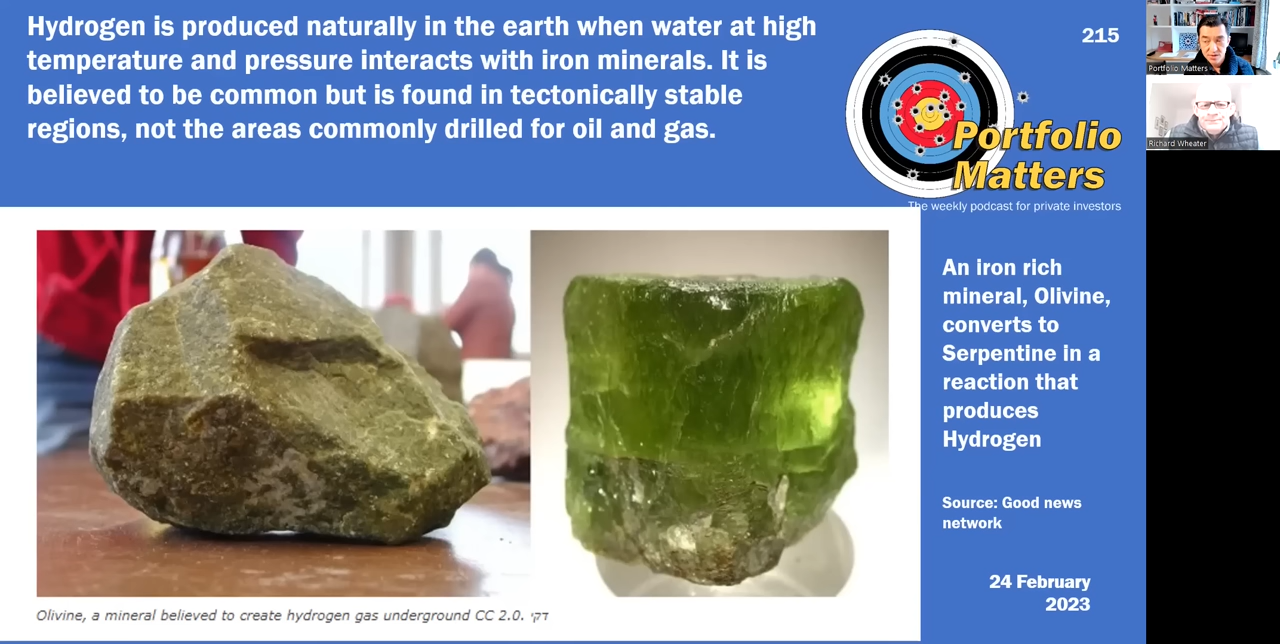 Hydrogen is produced naturally in the earth when water at high
temperature and pressure interacts with iron minerals. It is
believed to be common but is found in tectonically stable
regions, not the areas commonly drilled for oil and gas.
215
Portfolio
Matters
The weekly podcast for private investors
An iron rich
mineral, Olivine,
converts to
Serpentine in a
reaction that
produces
Hydrogen
Source: Good news
network
24 February
2023
Olivine, a mineral believed to create hydrogen gas underground CC 2.0. דקי
Portfolio Matters
Richard Wheater